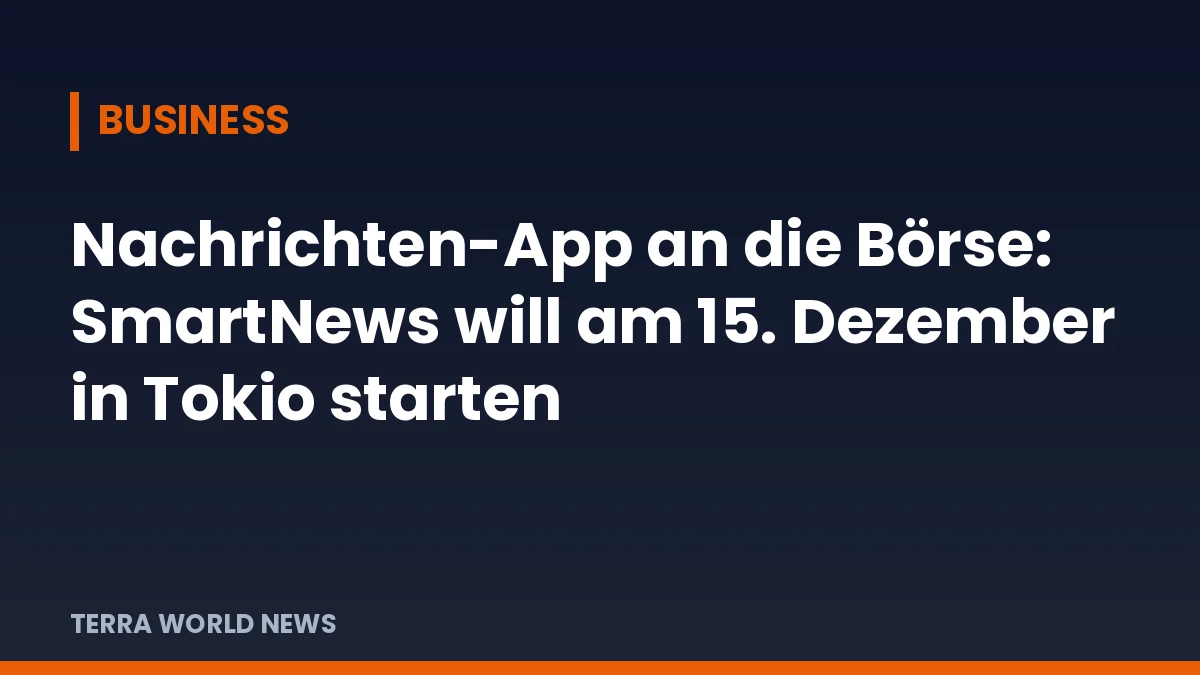 BUSINESS
Nachrichten-App an die Börse:
SmartNews will am 15. Dezember
in Tokio starten
TERRA WORLD NEWS